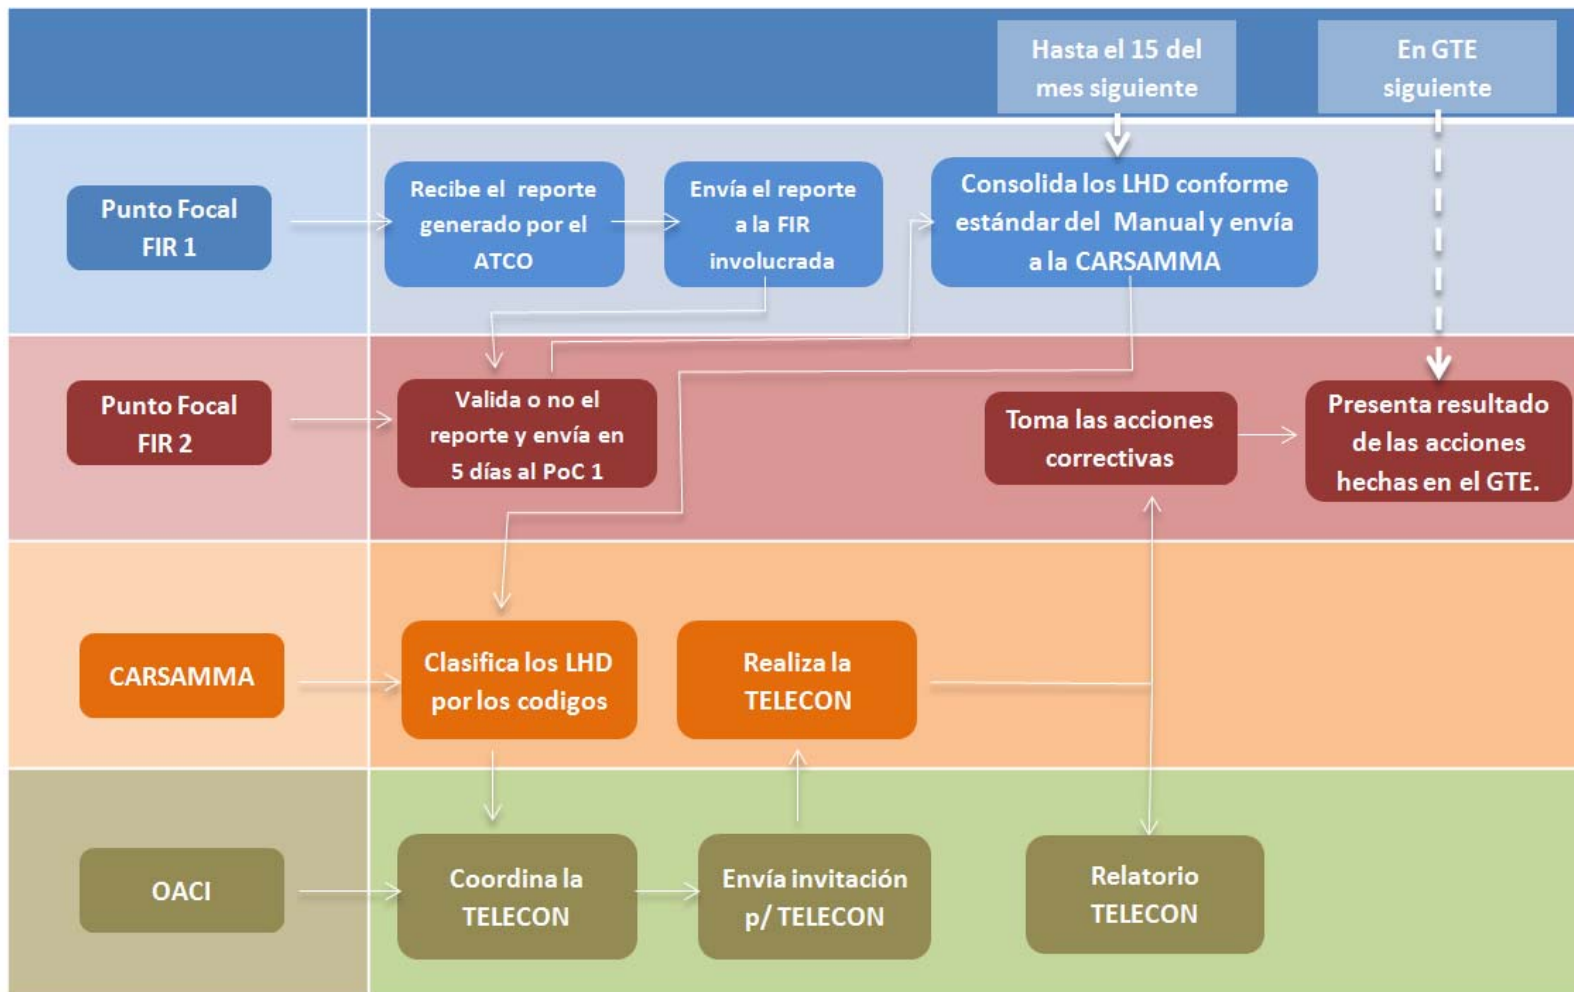 Hasta el 15 del
mes siguiente
En GTE
siguiente
Punto Focal
FIR 1
Recibe el reporte
generado por el
ATCO
Envía el reporte
a la FIR
involucrada
Consolida los LHD conforme
estándar del Manual y envía
a la CARSAMMA
Punto Focal
FIR 2
Valida o no el
reporte y envía en
5 días al PoC 1
Toma las acciones
correctivas
Presenta resultado
de las acciones
hechas en el GTE.
CARSAMMA
Clasifica los LHD
por los codigos
Realiza la
TELECON
OACI
Coordina la
TELECON
Envía invitación
p/ TELECON
Relatorio
TELECON